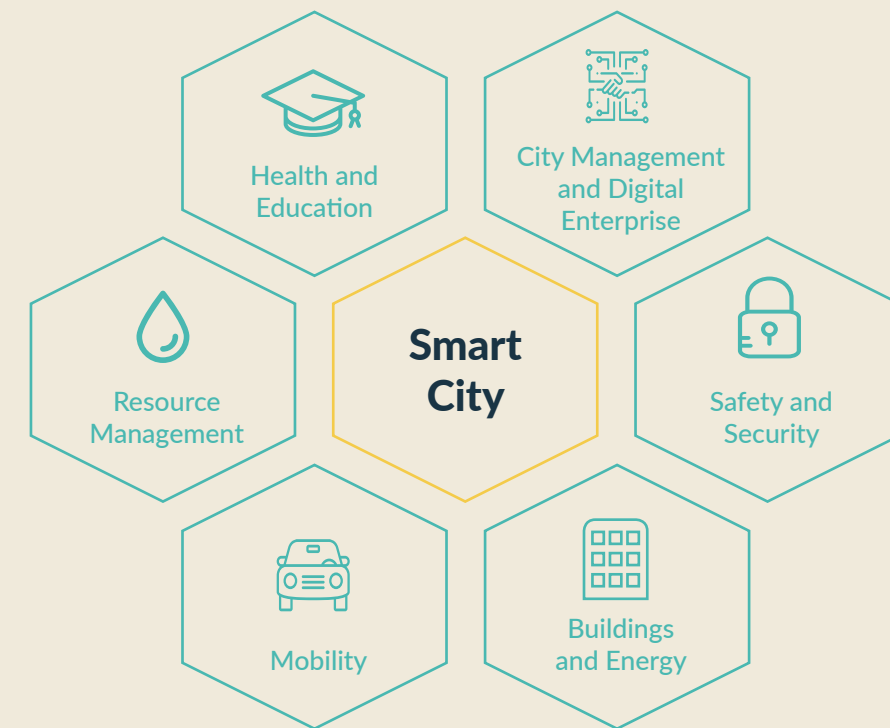 Health and
Education
City Management
and Digital
Enterprise
Resource
Management
Smart
City
Safety and
Security
Mobility
Buildings
and Energy